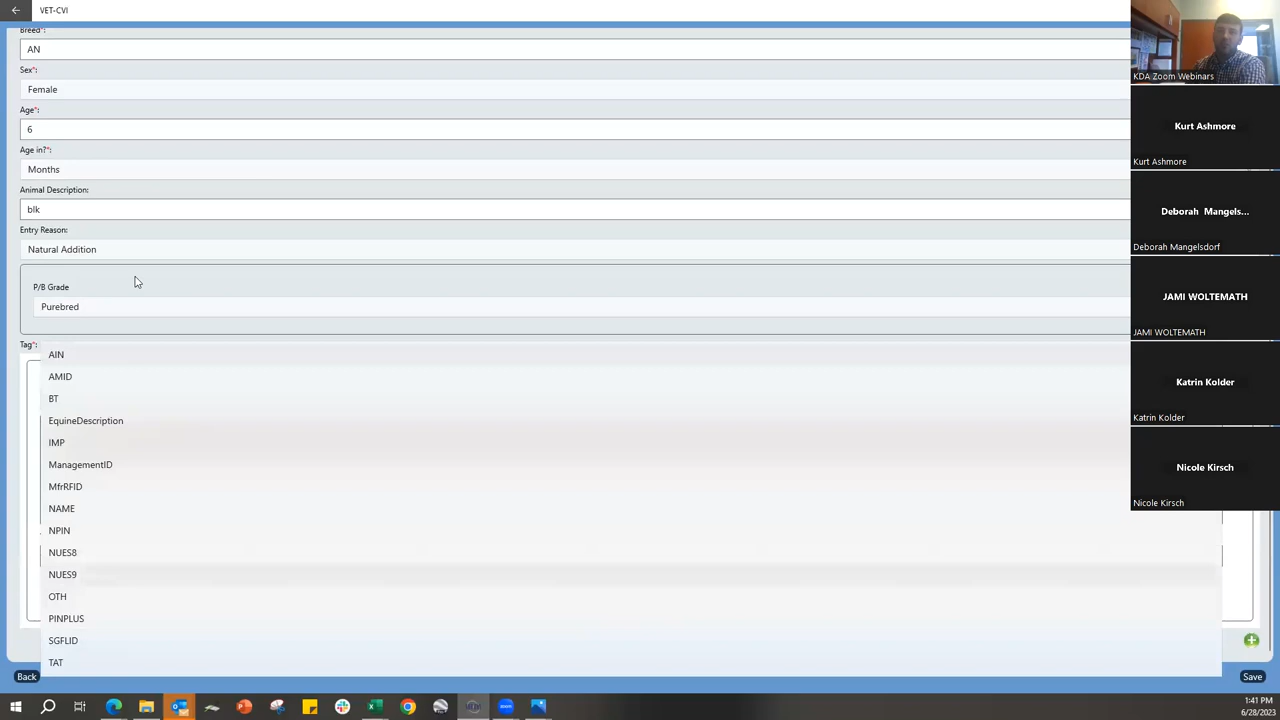 VET-CVI
Breed*:
AN
Sex*:
Female
Age*:
6
Age in?*:
Months
Animal Description:
blk
Entry Reason:
Natural Addition
P/B Grade
Purebred
Tag*:
AIN
AMID
BT
EquineDescription
IMP
ManagementID
MfrRFID
NAME
NPIN
NUES8
NUES9
OTH
PINPLUS
SGFLID
TAT
Back
Save
KDA Zoom Webinars
Kurt Ashmore
Kurt Ashmore
Deborah Mangels...
Deborah Mangelsdorf
JAMI WOLTEMATH
JAMI WOLTEMATH
Katrin Kolder
Katrin Kolder
Nicole Kirsch
Nicole Kirsch
1:41 PM
6/28/2023